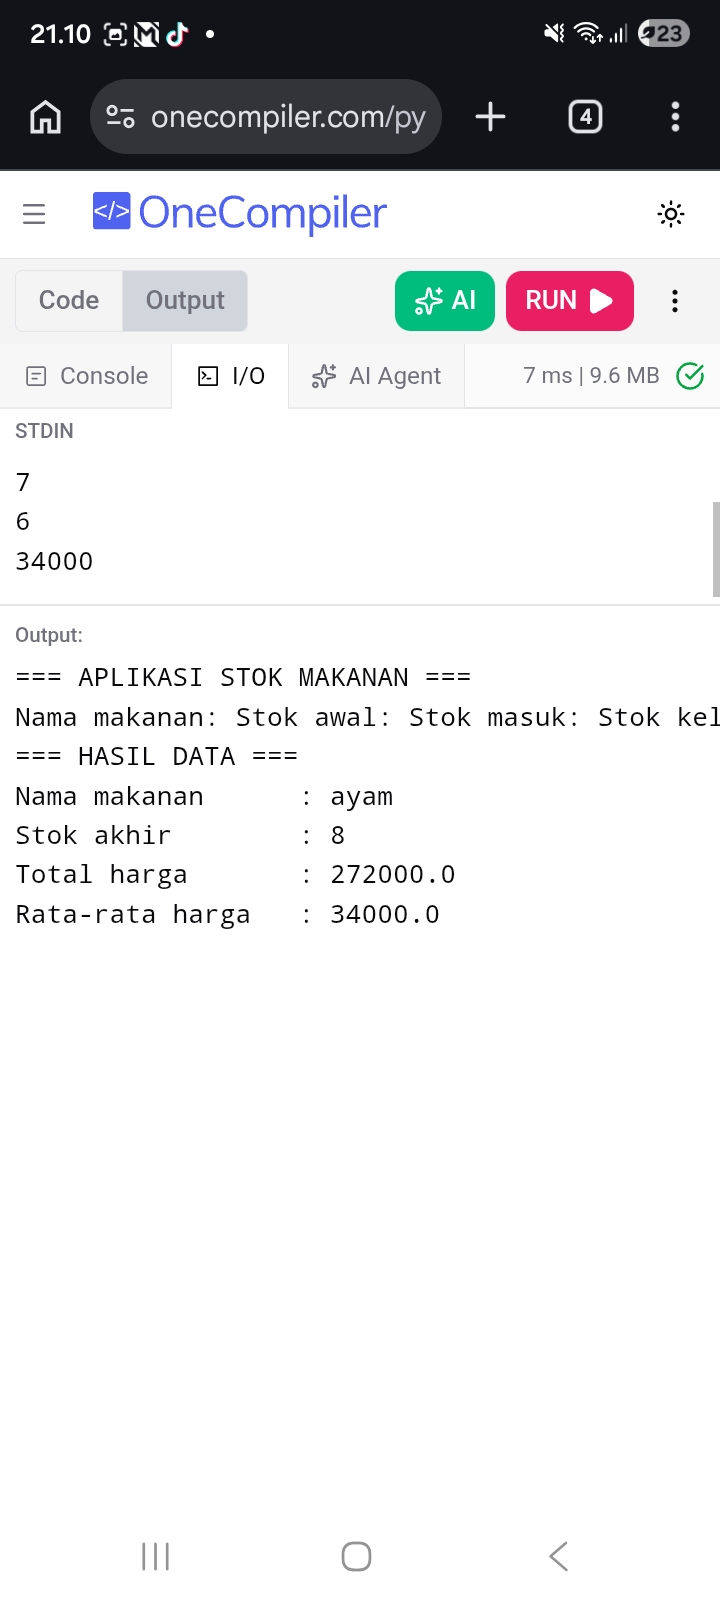 21.10
23
onecompiler.com/py
4
</> OneCompiler
Code
Output
AI
RUN
Console
I/O
AI Agent
7 ms | 9.6 MB
STDIN
7
6
34000
Output:
=== APLIKASI STOK MAKANAN ===
Nama makanan: Stok awal: Stok masuk: Stok kel
=== HASIL DATA ===
Nama makanan : ayam
Stok akhir : 8
Total harga : 272000.0
Rata-rata harga : 34000.0